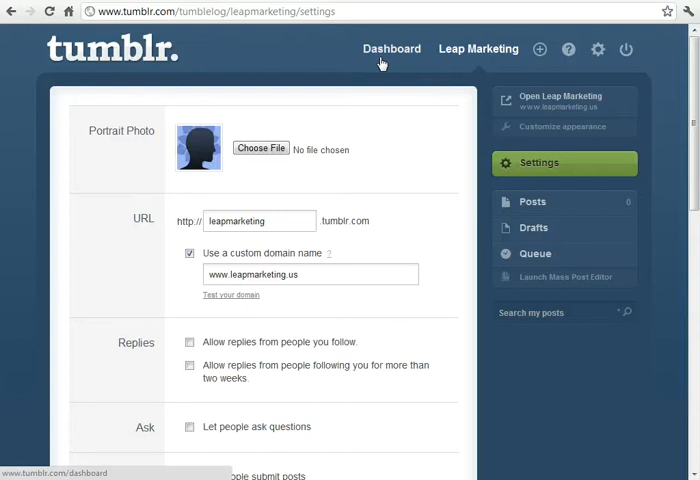 www.tumblr.com/tumblelog/leapmarketing/settings
tumblr.
Dashboard
Leap Marketing
?
Portrait Photo
Choose File
No file chosen
Open Leap Marketing
www.leapmarketing.us
Customize appearance
Settings
URL
http://
leapmarketing
.tumblr.com
Posts
0
Drafts
Queue
Launch Mass Post Editor
Use a custom domain name ?
www.leapmarketing.us
Test your domain
Search my posts
Replies
Allow replies from people you follow.
Allow replies from people following you for more than
two weeks.
Ask
Let people ask questions
people submit posts
www.tumblr.com/dashboard